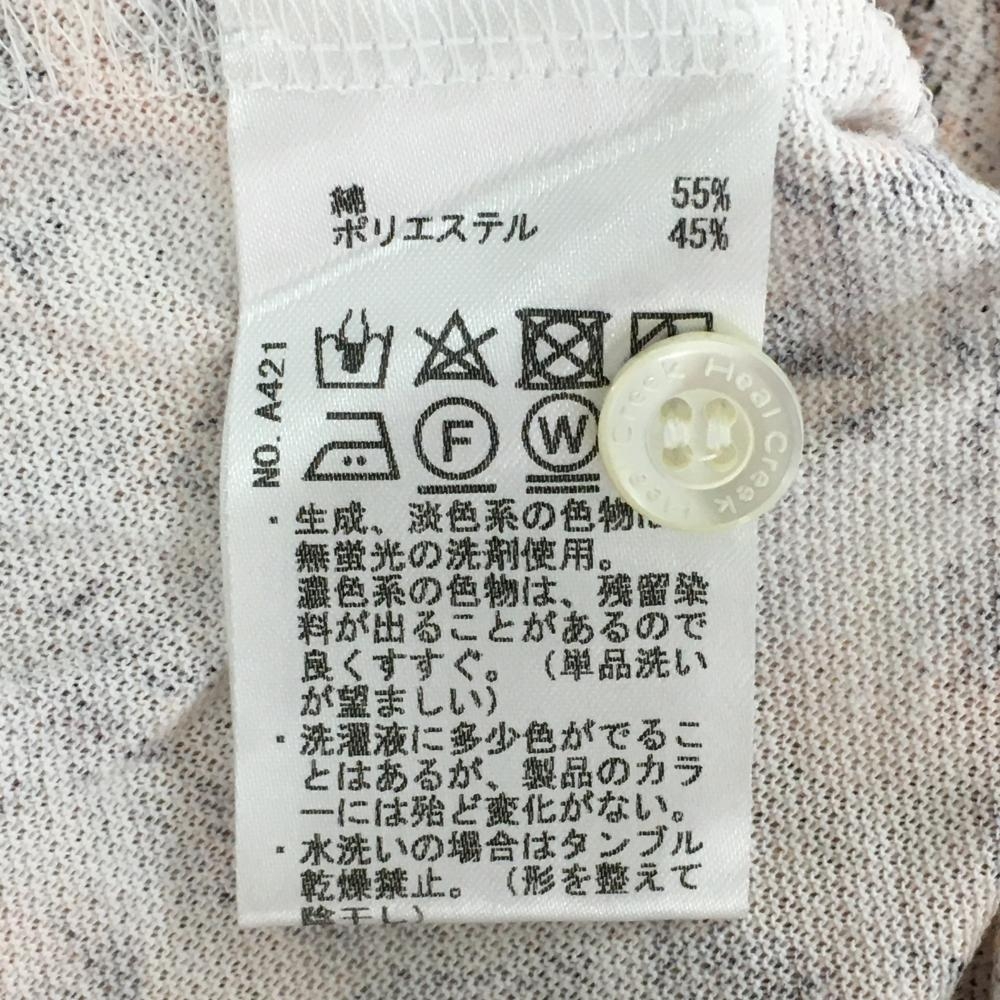 綿 55%
ポリエステル 45%
NO. A421
F
W
Heal Creek
Heal Creek
・生成、淡色系の色物は
無蛍光の洗剤使用。
濃色系の色物は、残留染
料が出ることがあるので
良くすすぐ。（単品洗い
が望ましい）
・洗濯液に多少色がでるこ
とはあるが、製品のカラ
ーには殆ど変化がない。
・水洗いの場合はタンブル
乾燥禁止。（形を整えて
陰干し）